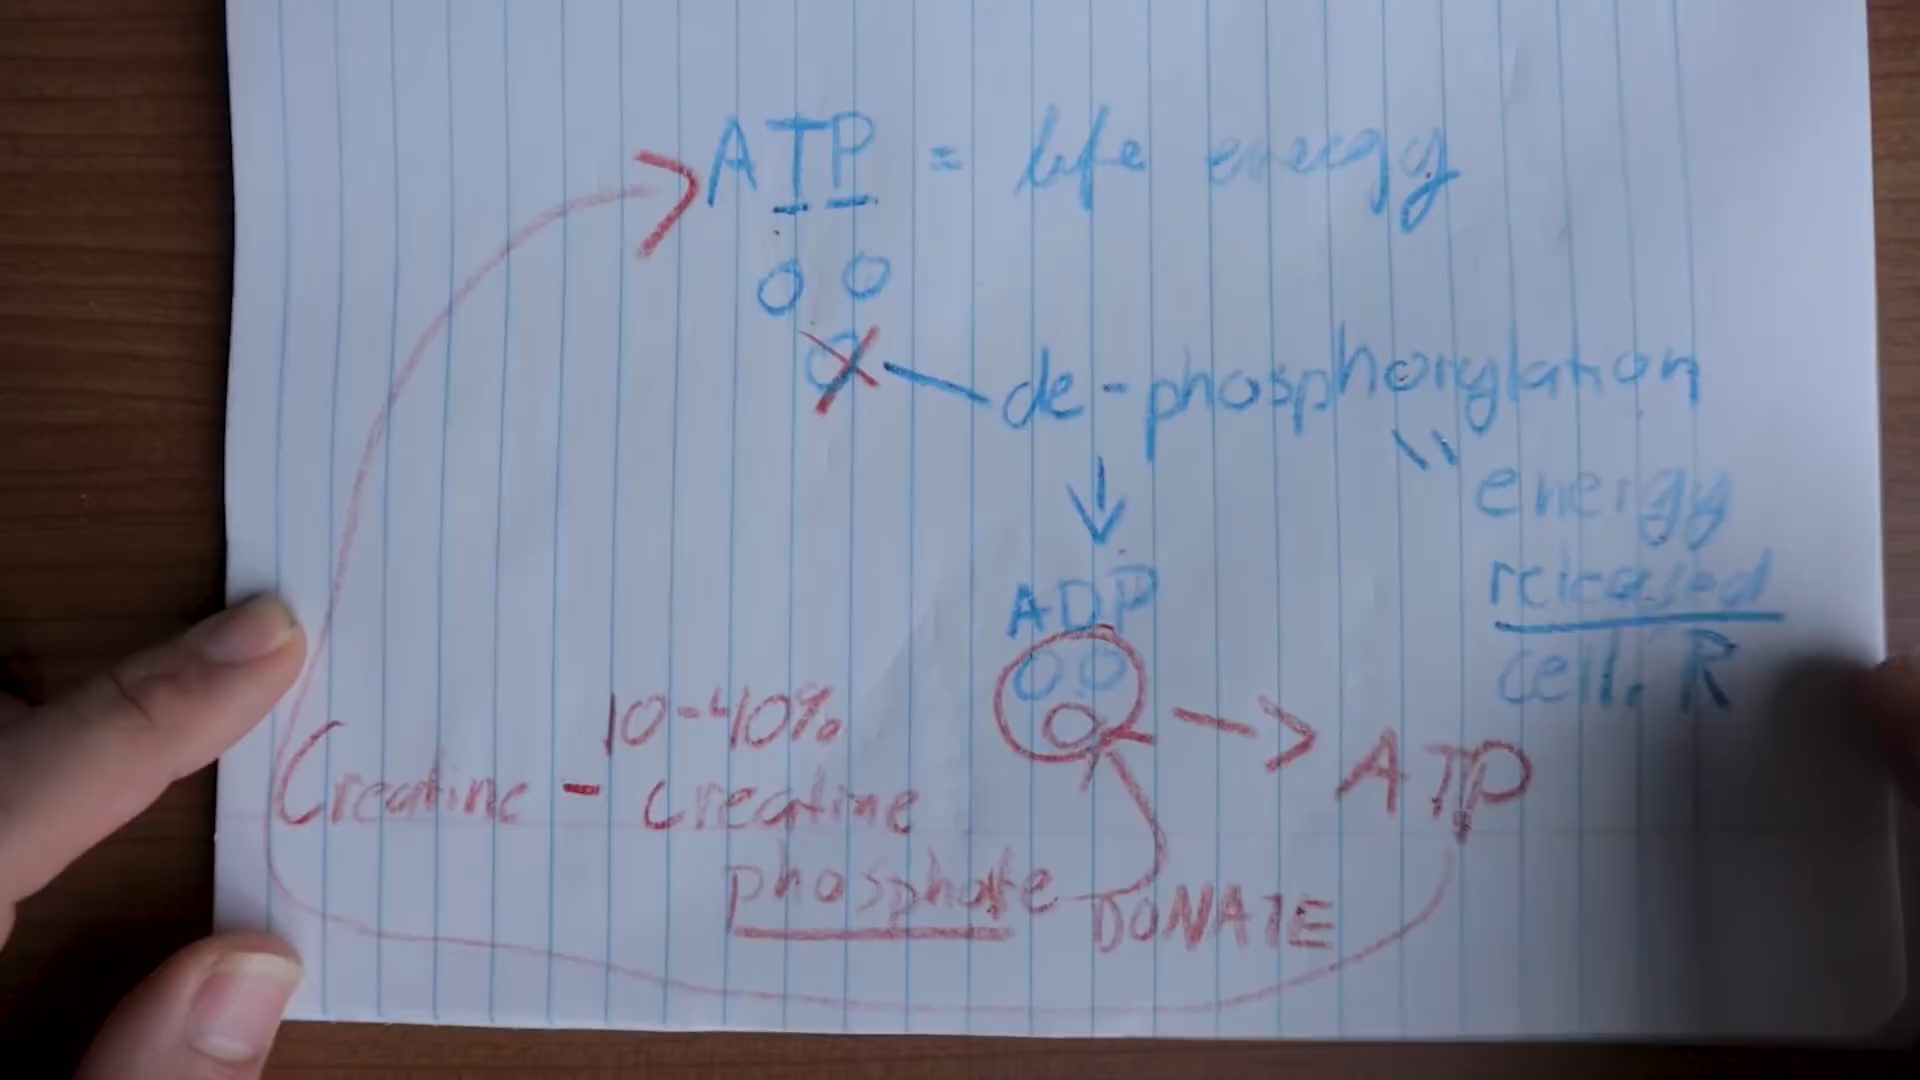 ATP = life energy
de-phosphorylation
energy
released
cell. R
ADP
10-40%
Creatine - creatine
phosphate DONATE
ATP